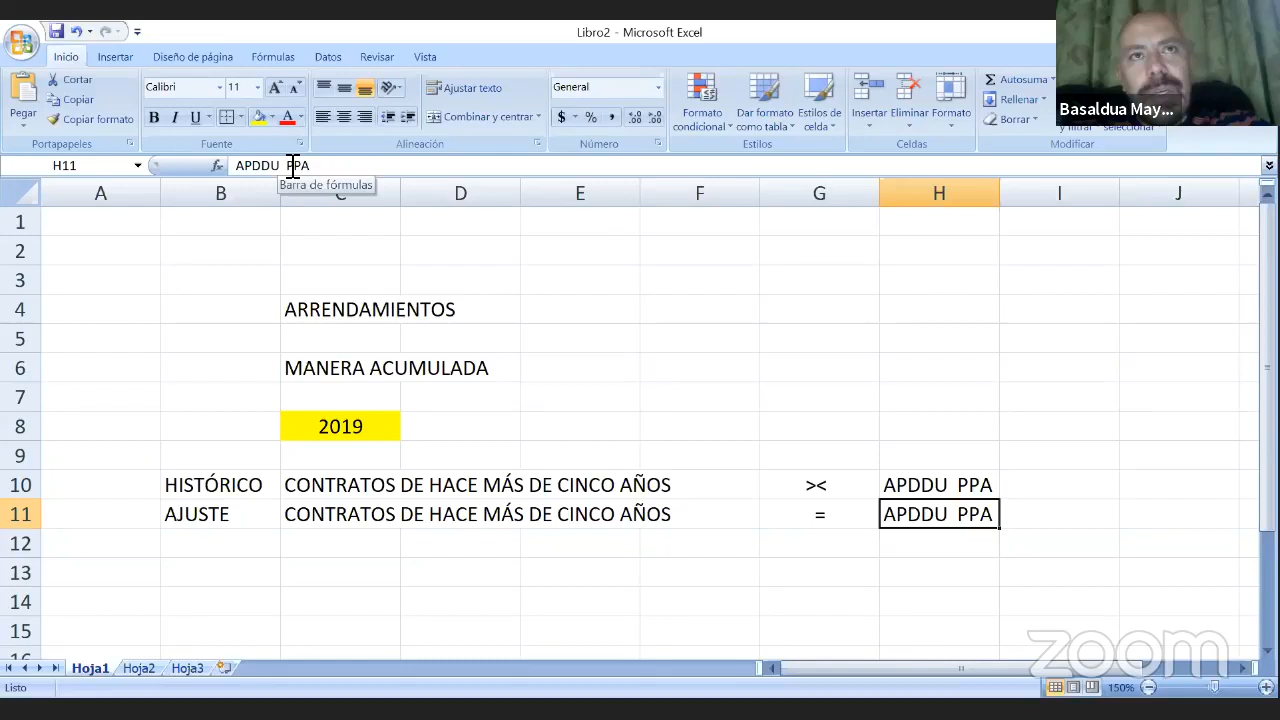 Libro2 - Microsoft Excel
Inicio Insertar Diseño de página Fórmulas Datos Revisar Vista
Pegar
Cortar
Copiar
Copiar formato
Portapapeles
Calibri 11
N K S
Fuente
Ajustar texto
Combinar y centrar
Alineación
General
$ % 
Número
Formato condicional
Dar formato como tabla
Estilos de celda
Estilos
Insertar Eliminar Formato
Celdas
Autosuma
Rellenar
Borrar
y filtrar seleccionar
Modificar
Basaldua May...
H11 fx APDDU PPA
Barra de fórmulas
A B C D E F G H I J
1
2
3
4 ARRENDAMIENTOS
5
6 MANERA ACUMULADA
7
8 2019
9
10 HISTÓRICO CONTRATOS DE HACE MÁS DE CINCO AÑOS >< APDDU PPA
11 AJUSTE CONTRATOS DE HACE MÁS DE CINCO AÑOS = APDDU PPA
12
13
14
15
16
zoom
Hoja1 Hoja2 Hoja3
Listo 150%